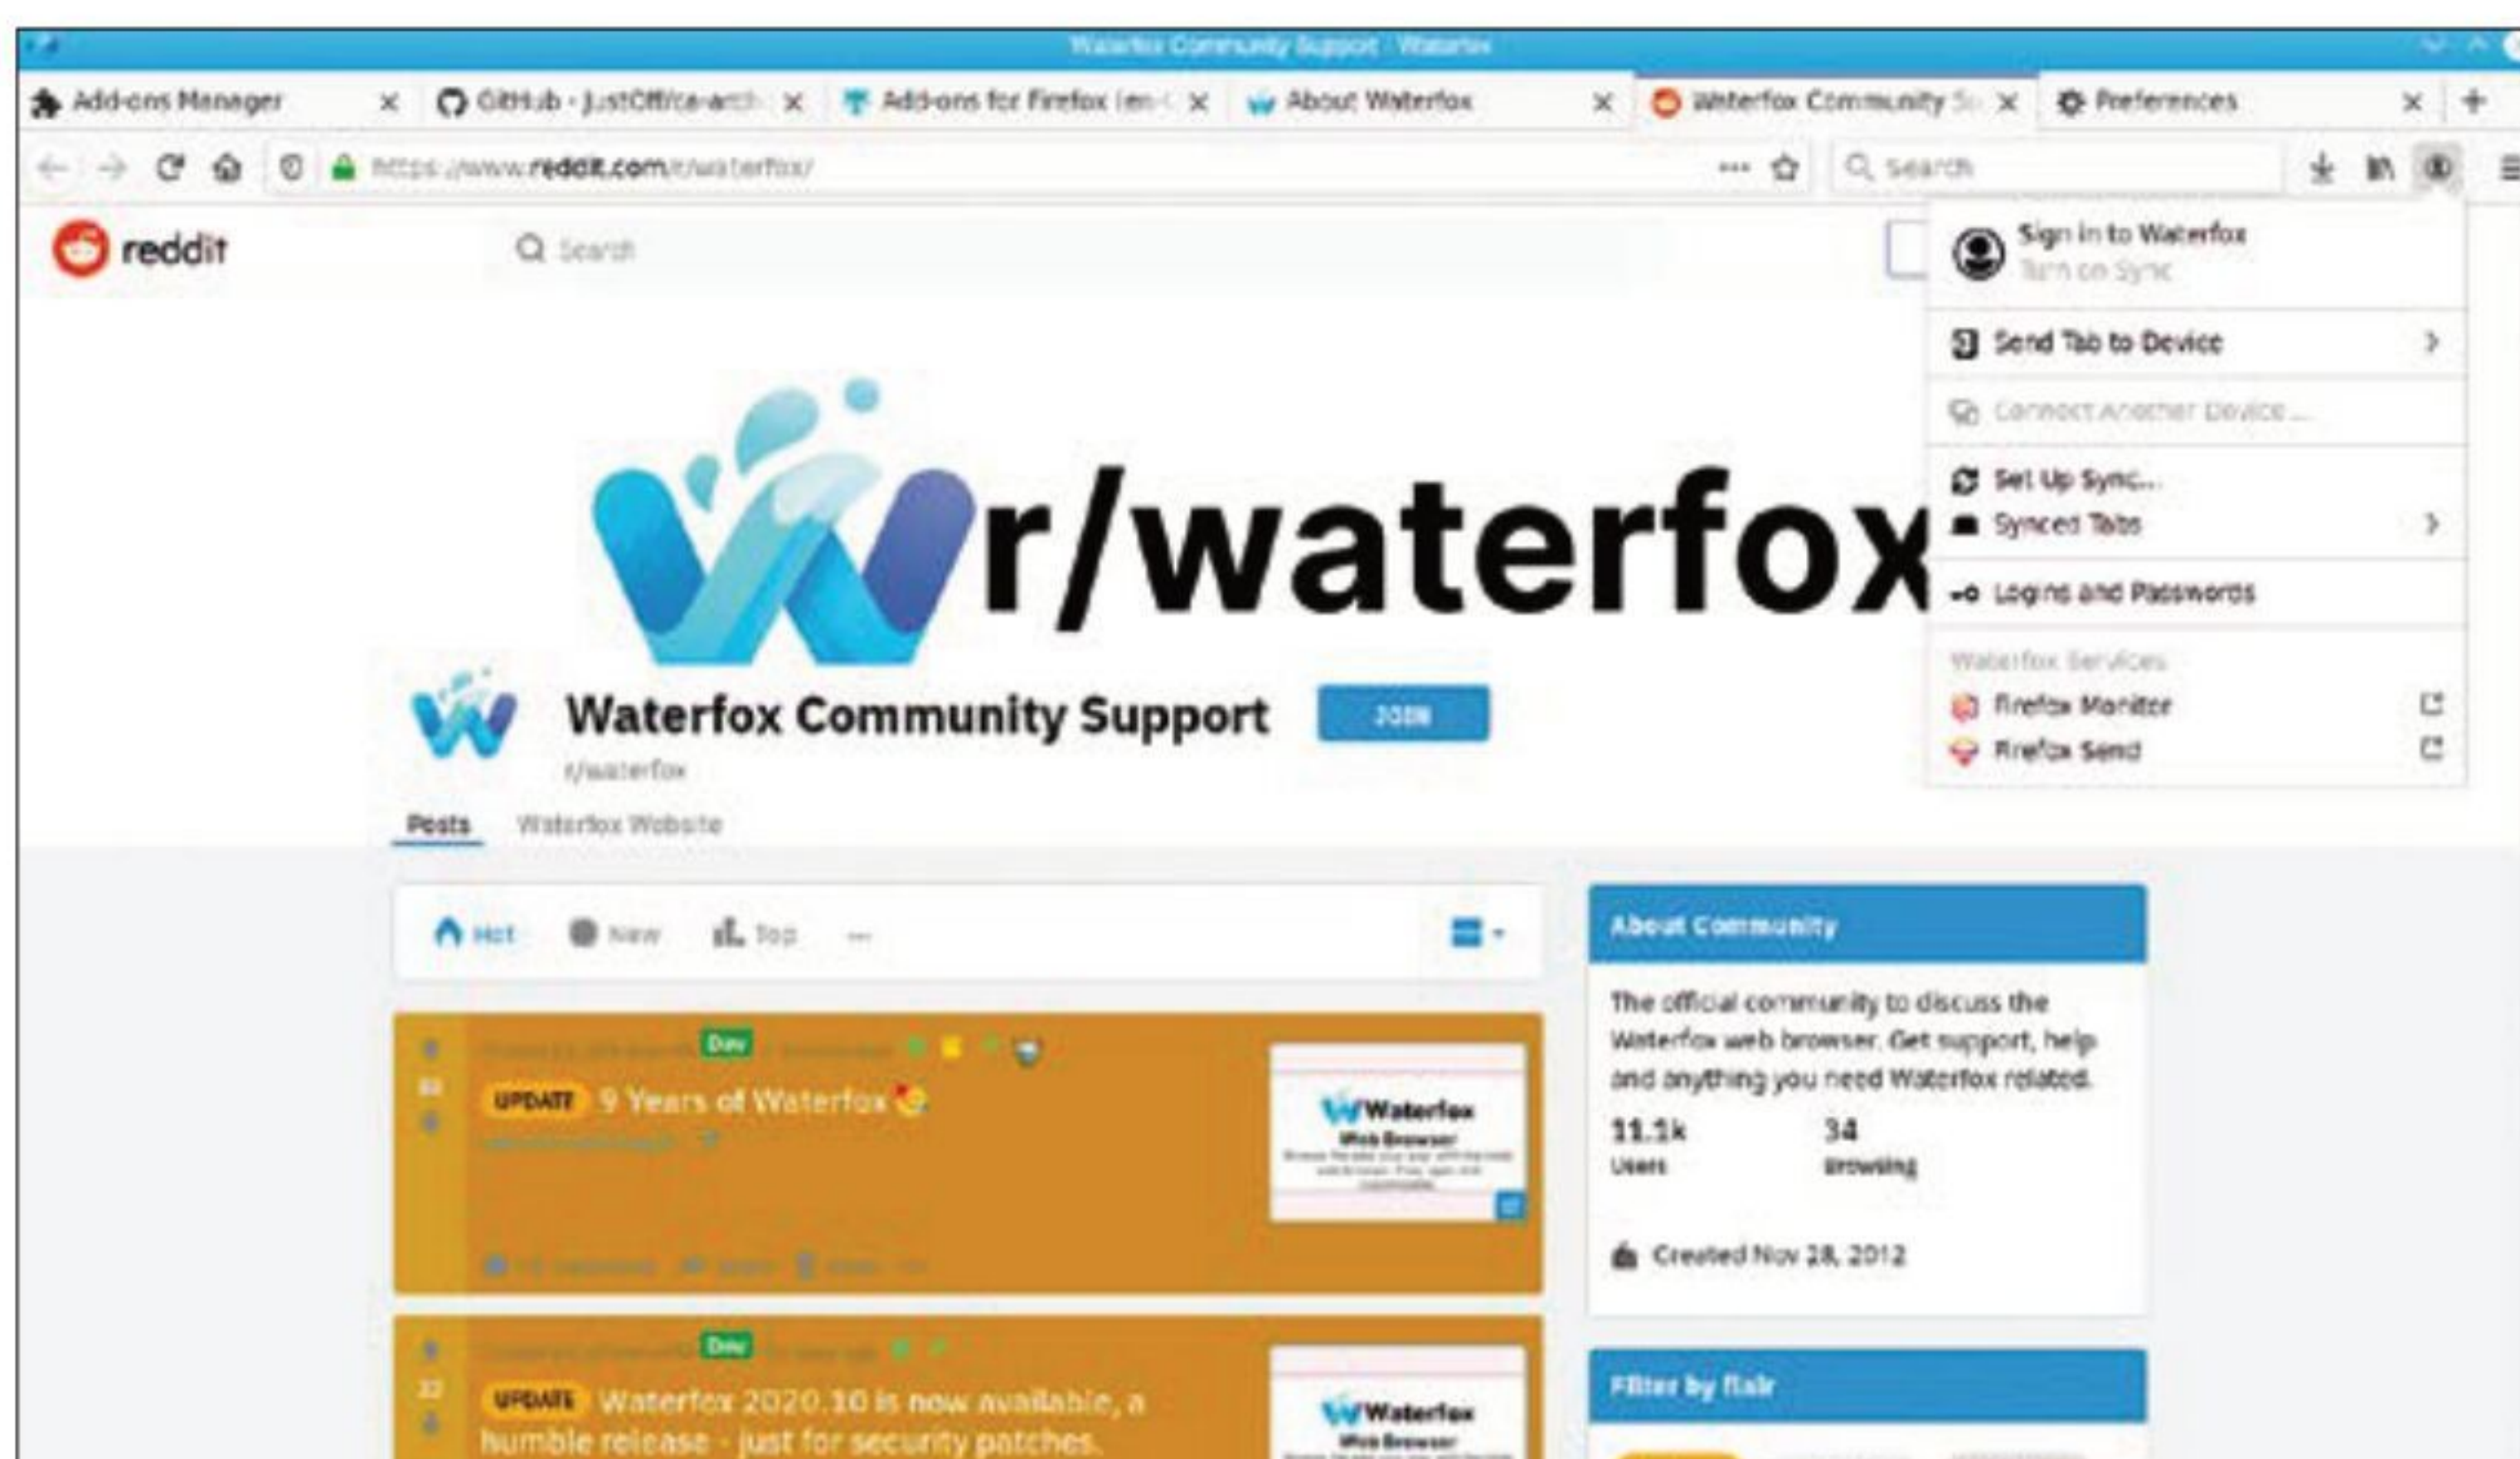 Waterfox Community Support - Waterfox
Add-ons Manager
GitHub - JustOff/ca-arch
Add-ons for Firefox (en-
About Waterfox
Waterfox Community S
Preferences
https://www.reddit.com/r/waterfox/
Search
reddit
Search
Sign in to Waterfox
Turn on Sync
Send Tab to Device
Connect Another Device...
Set Up Sync...
Synced Tabs
Logins and Passwords
Waterfox Services
Firefox Monitor
Firefox Send
r/waterfox
Waterfox Community Support
JOIN
r/waterfox
Posts Waterfox Website
Hot New Top ...
Dev
UPDATE 9 Years of Waterfox
Waterfox
Web Browser
Dev
22
UPDATE Waterfox 2020.10 is now available, a
humble release - just for security patches.
Waterfox
Web Browser
About Community
The official community to discuss the
Waterfox web browser. Get support, help
and anything you need Waterfox related.
11.1k 34
Users Browsing
Created Nov 28, 2012
Filter by flair